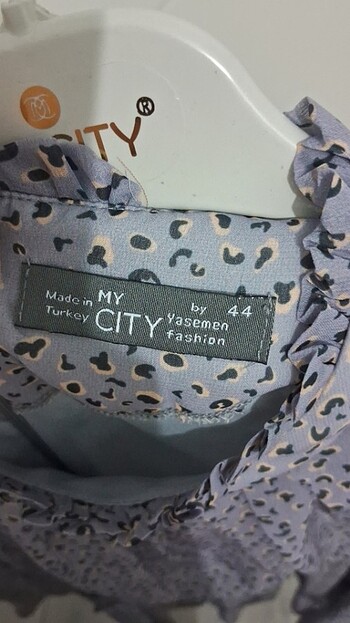 CITY®
Made in
Turkey
MY
CITY
by
Yasemen
fashion
44